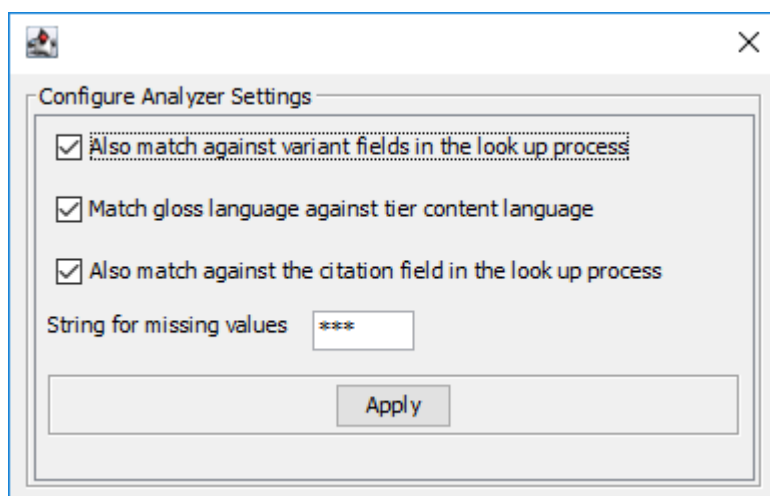 Configure Analyzer Settings
Also match against variant fields in the look up process
Match gloss language against tier content language
Also match against the citation field in the look up process
String for missing values ***
Apply